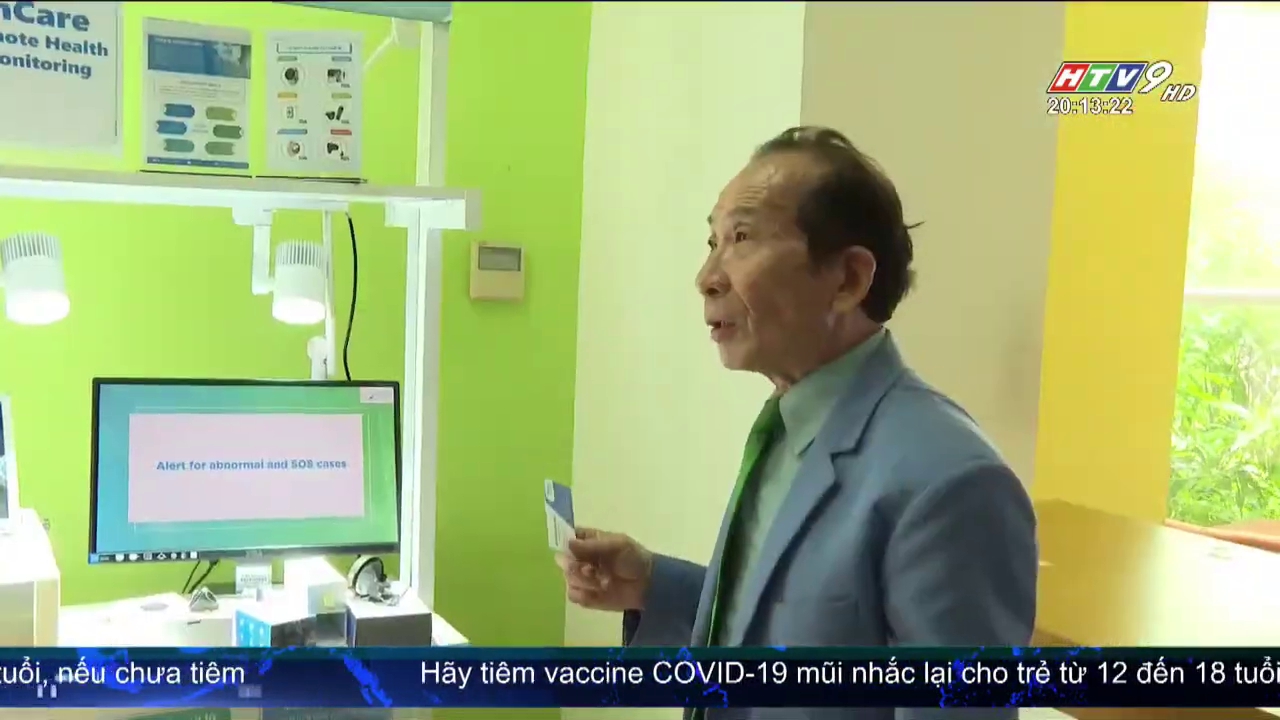 nCare
note Health
onitoring
HTV9 HD
20:13:22
Alert for abnormal and SOS cases
tuổi, nếu chưa tiêm Hãy tiêm vaccine COVID-19 mũi nhắc lại cho trẻ từ 12 đến 18 tuổi